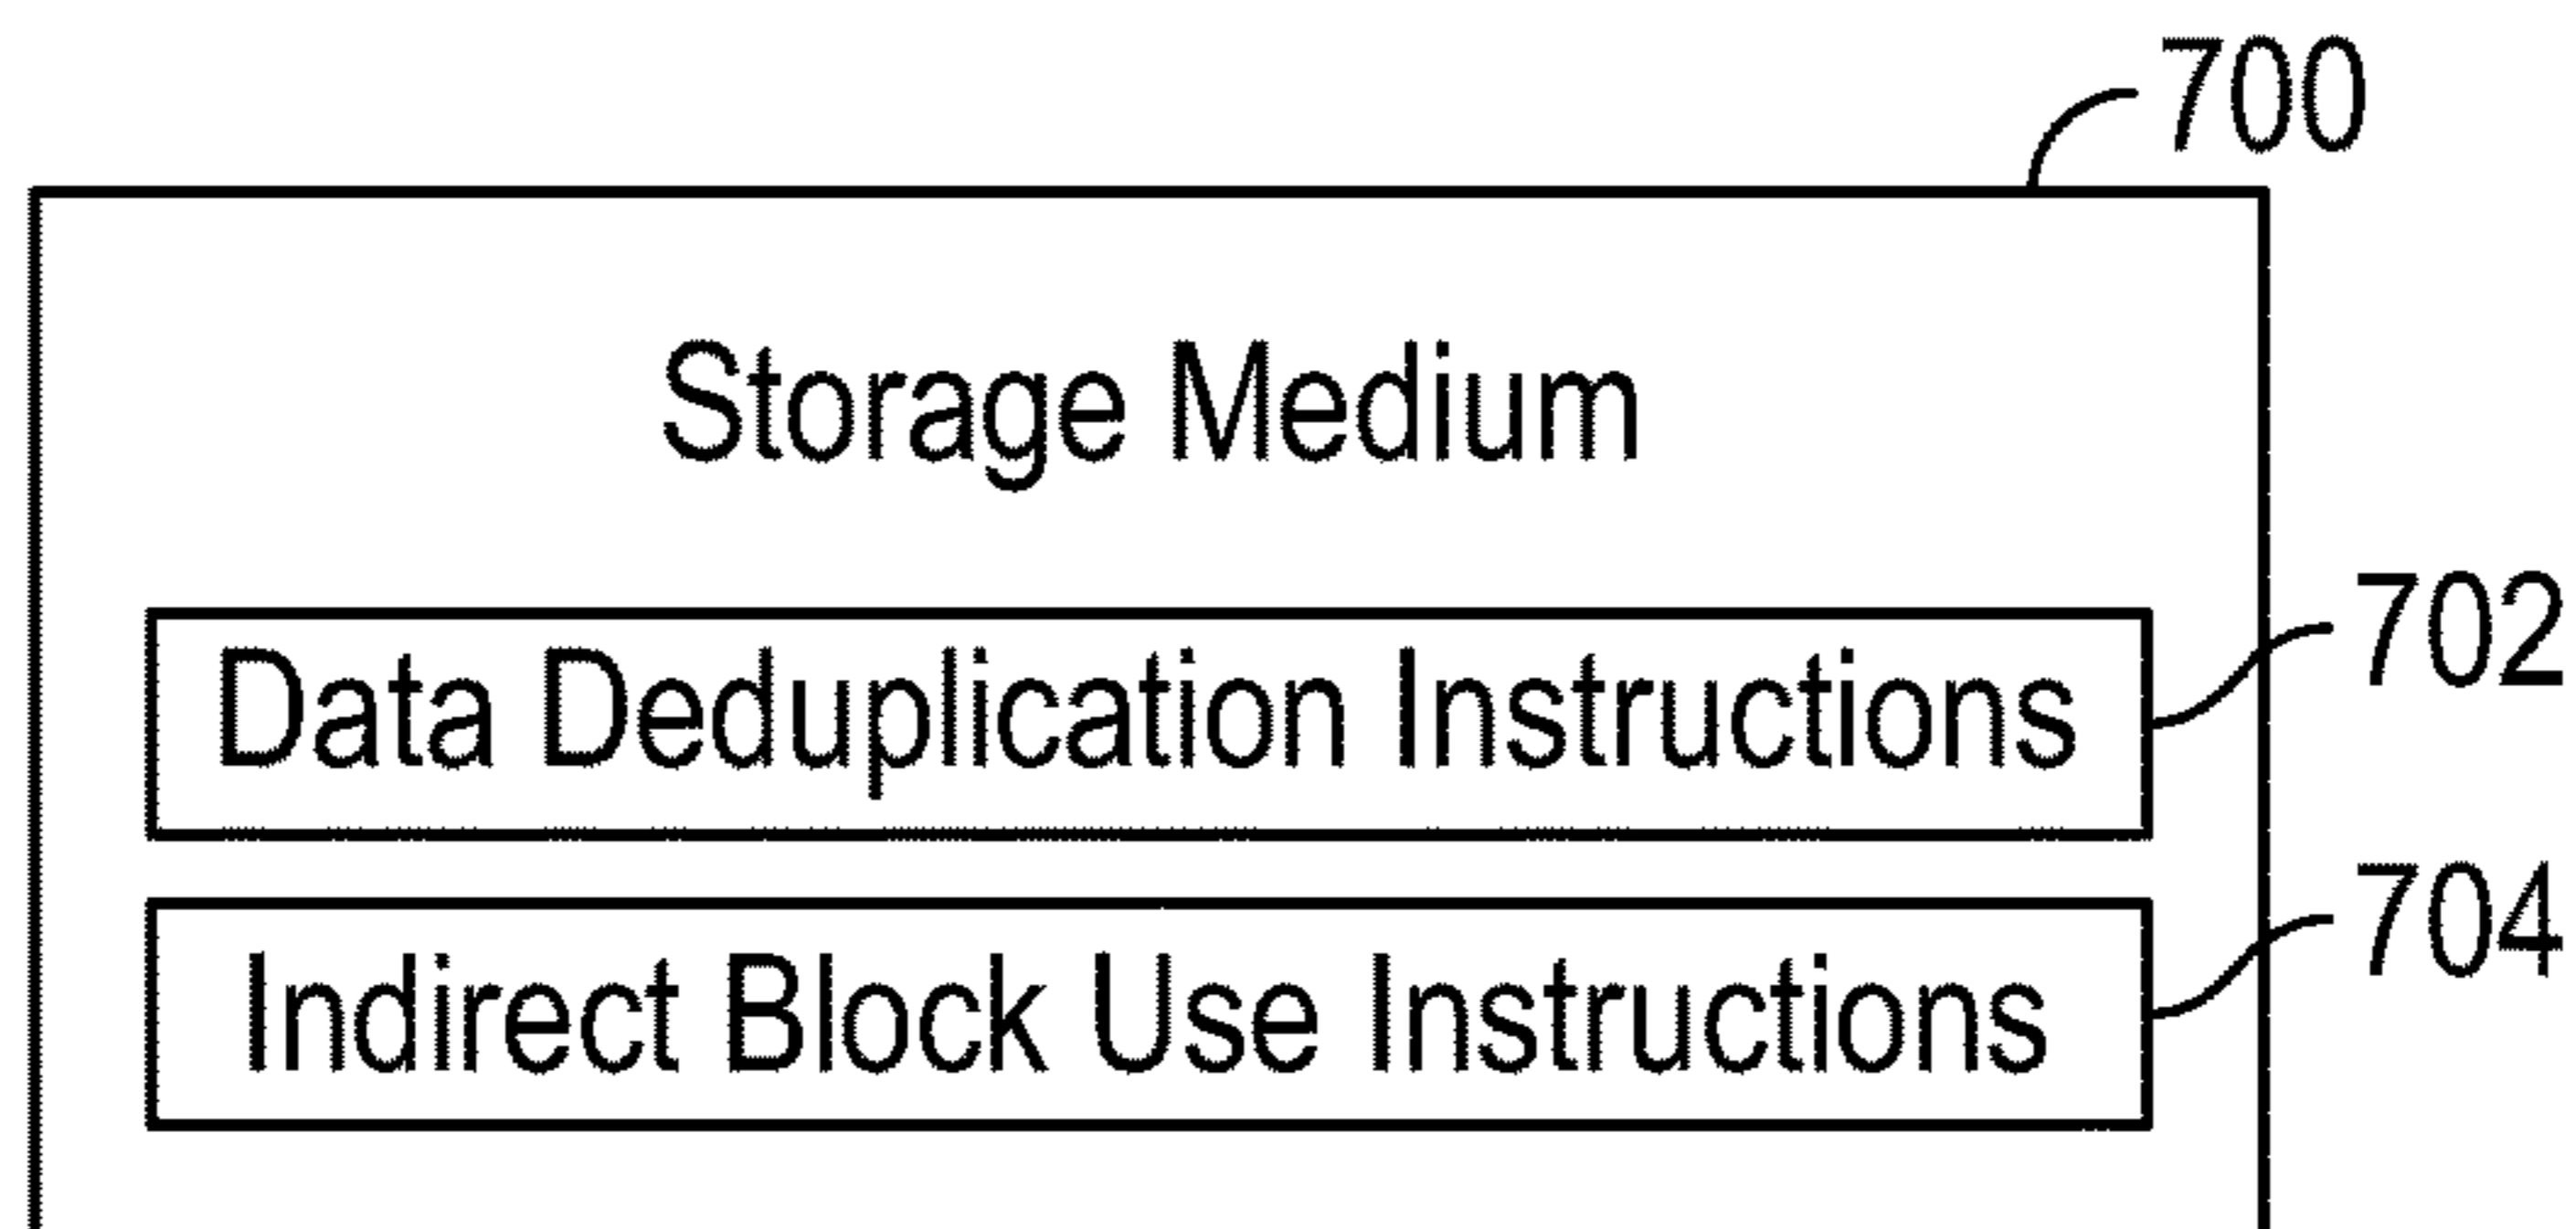 700
Storage Medium
702
Data Deduplication Instructions
704
Indirect Block Use Instructions